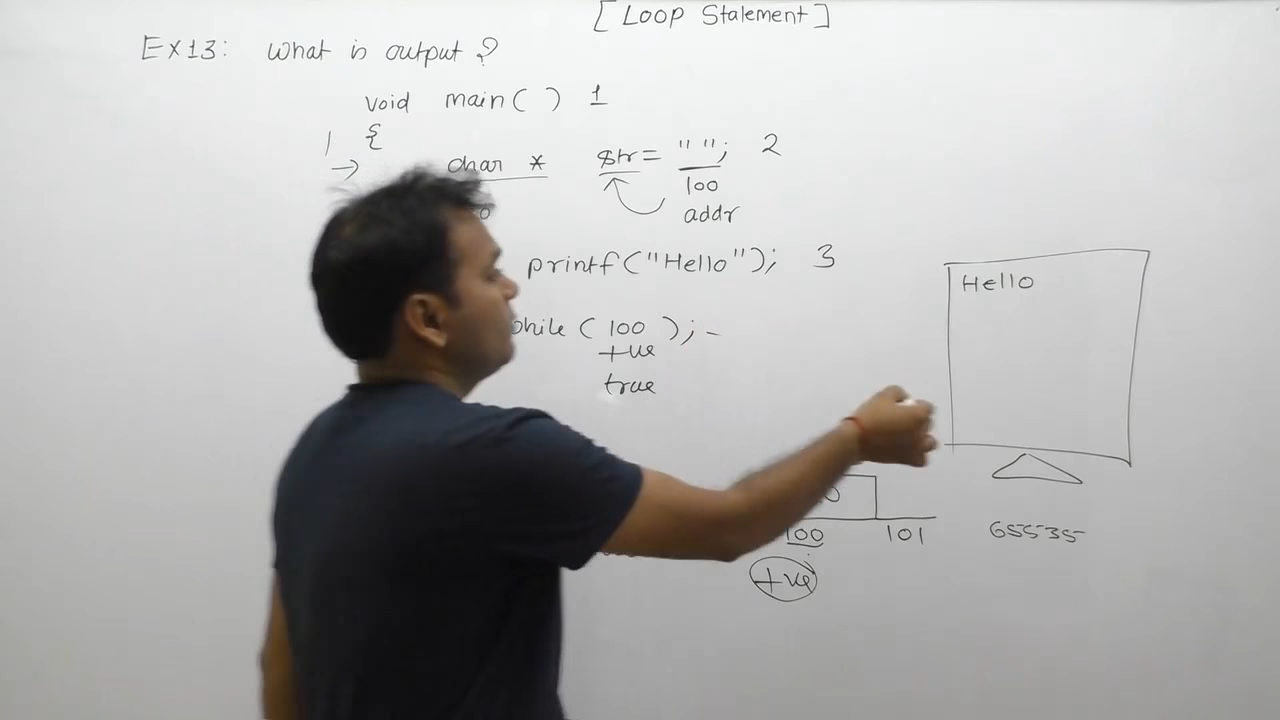 [Loop Statement]
Ex13: What is output?
void main( ) 1
1 {
→ char * str = " "; 2
100
addr
printf("Hello"); 3
Hello
while ( 100 ); -
+ve
true
100 101 65535
+ve